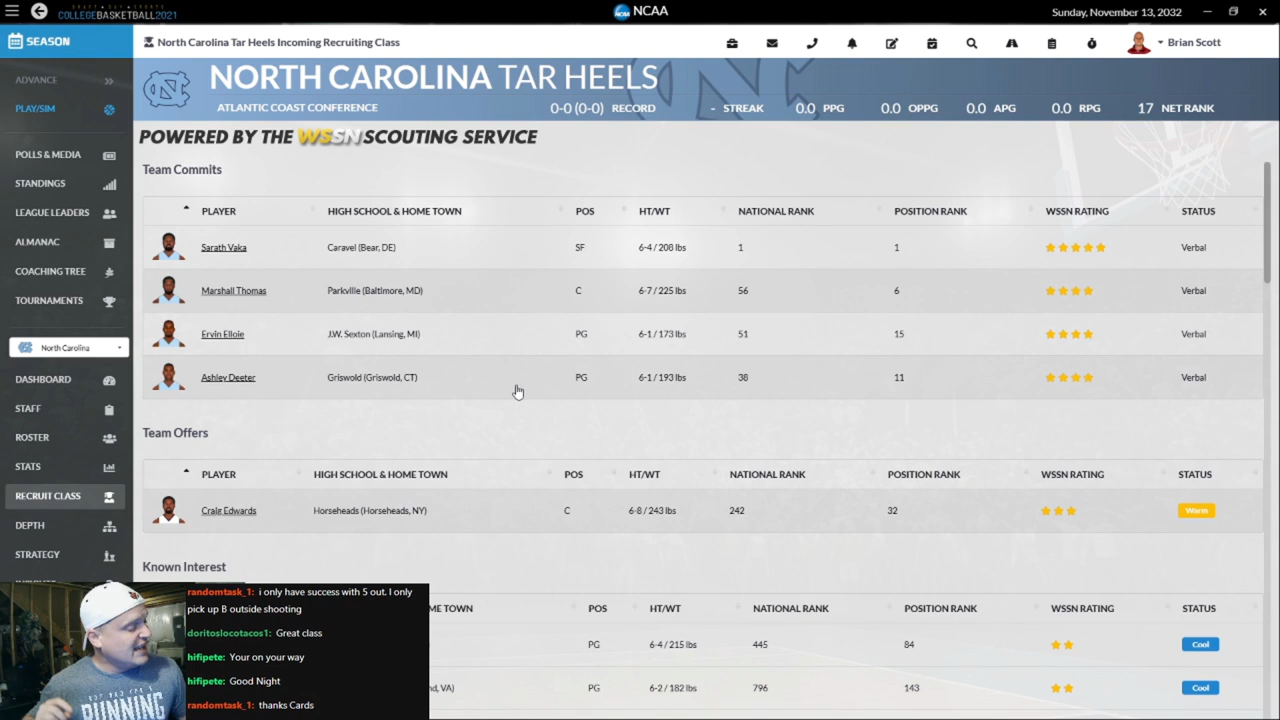 DRAFT DAY SPORTS
COLLEGEBASKETBALL2021
NCAA
Sunday, November 13, 2032
SEASON
North Carolina Tar Heels Incoming Recruiting Class
Brian Scott
ADVANCE
PLAY/SIM
POLLS & MEDIA
STANDINGS
LEAGUE LEADERS
ALMANAC
COACHING TREE
TOURNAMENTS
North Carolina
DASHBOARD
STAFF
ROSTER
STATS
RECRUIT CLASS
DEPTH
STRATEGY
NORTH CAROLINA TAR HEELS
ATLANTIC COAST CONFERENCE
0-0 (0-0) RECORD - STREAK 0.0 PPG 0.0 OPPG 0.0 APG 0.0 RPG 17 NET RANK
POWERED BY THE WSSN SCOUTING SERVICE
Team Commits
PLAYER HIGH SCHOOL & HOME TOWN POS HT/WT NATIONAL RANK POSITION RANK WSSN RATING STATUS
Sarath Vaka Caravel (Bear, DE) SF 6-4 / 208 lbs 1 1 Verbal
Marshall Thomas Parkville (Baltimore, MD) C 6-7 / 225 lbs 56 6 Verbal
Ervin Elloie J.W. Sexton (Lansing, MI) PG 6-1 / 173 lbs 51 15 Verbal
Ashley Deeter Griswold (Griswold, CT) PG 6-1 / 193 lbs 38 11 Verbal
Team Offers
PLAYER HIGH SCHOOL & HOME TOWN POS HT/WT NATIONAL RANK POSITION RANK WSSN RATING STATUS
Craig Edwards Horseheads (Horseheads, NY) C 6-8 / 243 lbs 242 32 Warm
Known Interest
ME TOWN POS HT/WT NATIONAL RANK POSITION RANK WSSN RATING STATUS
PG 6-4 / 215 lbs 445 84 Cool
nd, VA) PG 6-2 / 182 lbs 796 143 Cool
randomtask_1: i only have success with 5 out. I only
pick up B outside shooting
doritoslocotacos1: Great class
hifipete: Your on your way
hifipete: Good Night
randomtask_1: thanks Cards
RUNNING